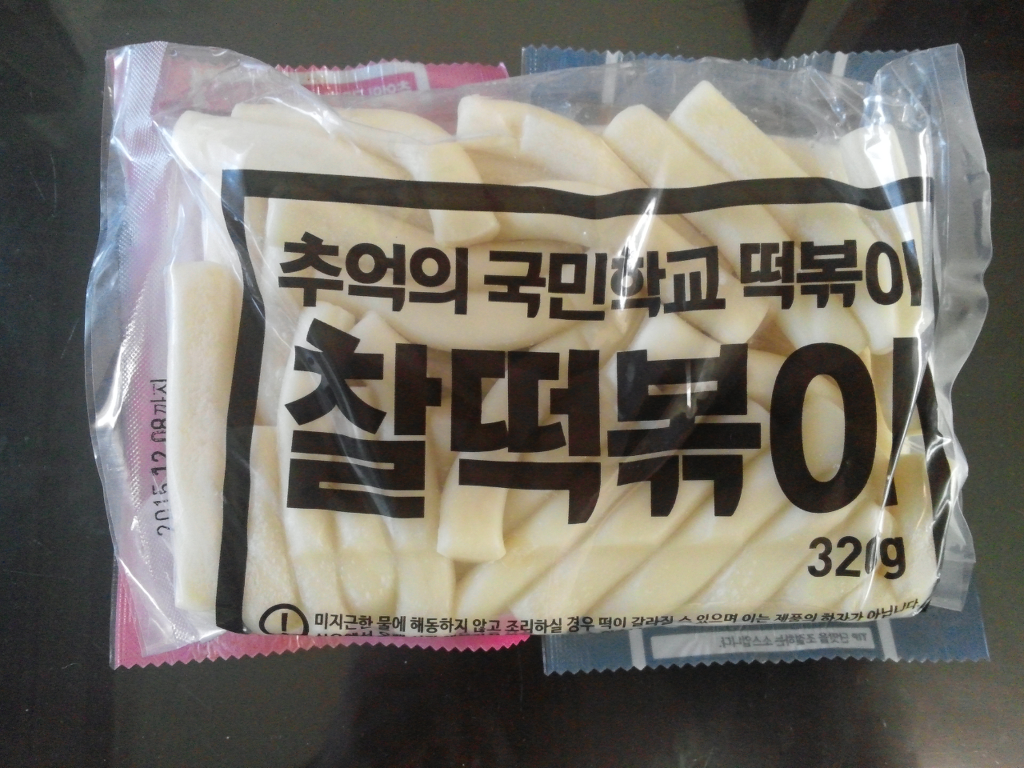 추억의 국민학교 떡볶이
찰떡볶이
320g
미지근한 물에 해동하지 않고 조리하실 경우 떡이 갈라질 수 있으며 이는 제품의 하자가 아닙니다.
2015.12.08까지